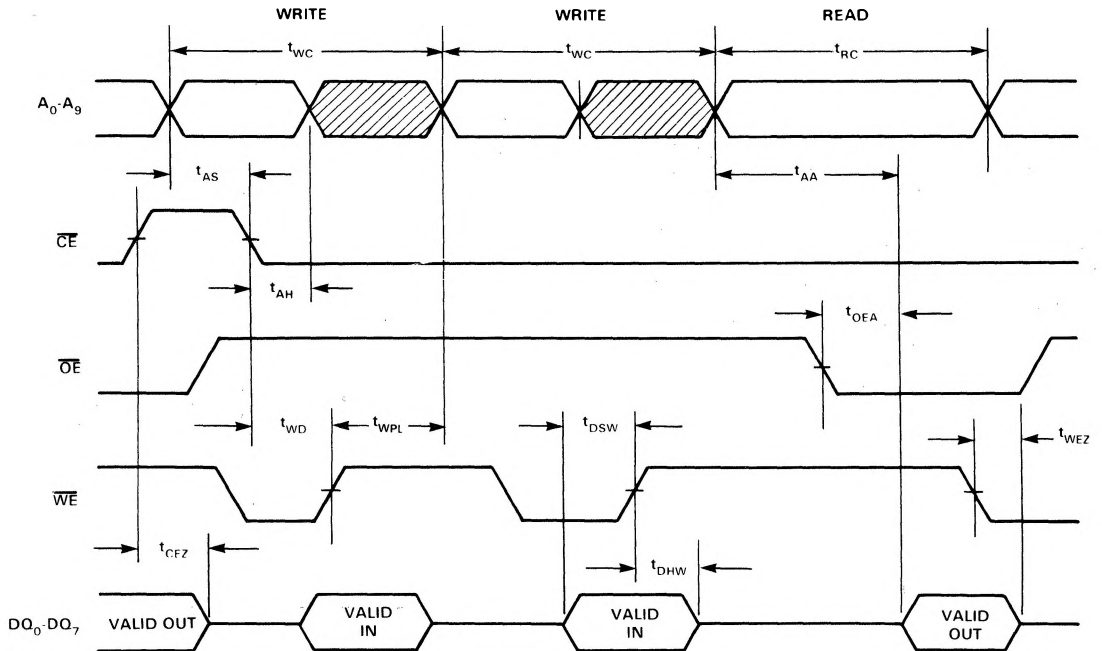 WRITE WRITE READ
tWC tWC tRC
A0-A9
tAS tAA
CE
tAH
tOEA
OE
tWD tWPL tDSW tWEZ
WE
tCEZ tDHW
DQ0-DQ7 VALID OUT VALID IN VALID IN VALID OUT